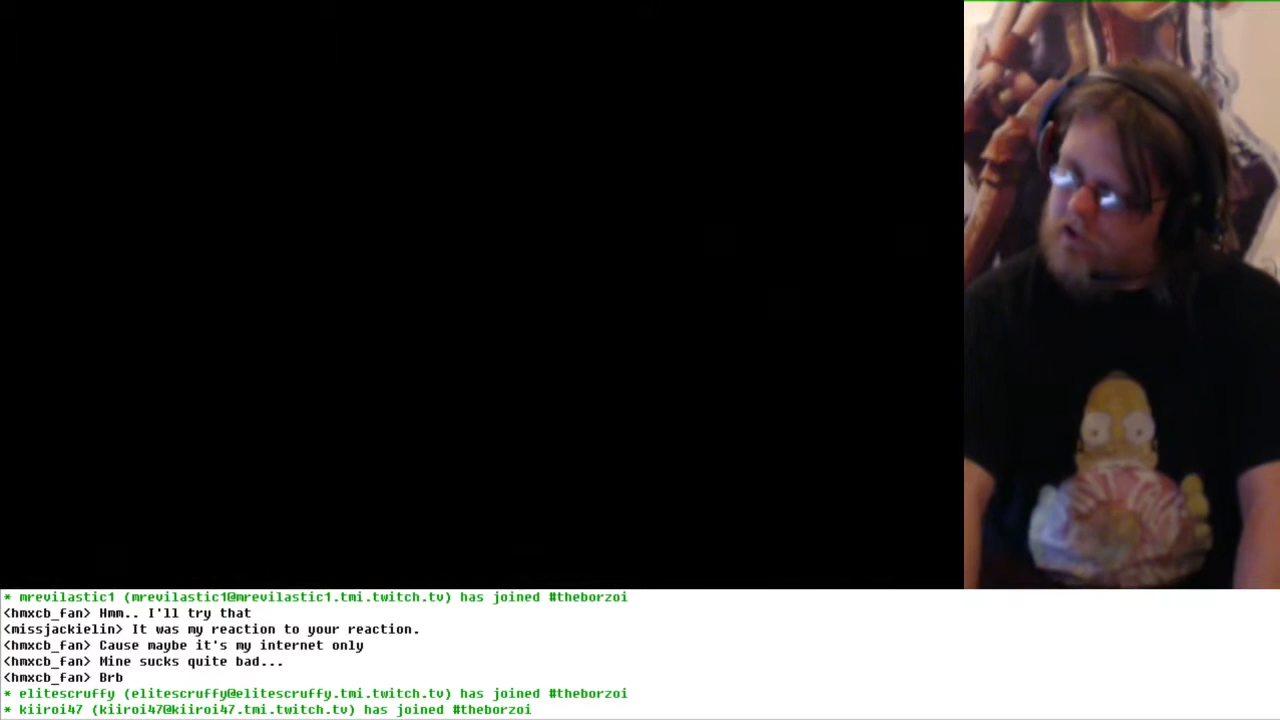 * mrevilastic1 (mrevilastic1@mrevilastic1.tmi.twitch.tv) has joined #theborzoi
<hmxcb_fan> Hmm.. I'll try that
<missjackielin> It was my reaction to your reaction.
<hmxcb_fan> Cause maybe it's my internet only
<hmxcb_fan> Mine sucks quite bad...
<hmxcb_fan> Brb
* elitescruffy (elitescruffy@elitescruffy.tmi.twitch.tv) has joined #theborzoi
* kiiroi47 (kiiroi47@kiiroi47.tmi.twitch.tv) has joined #theborzoi